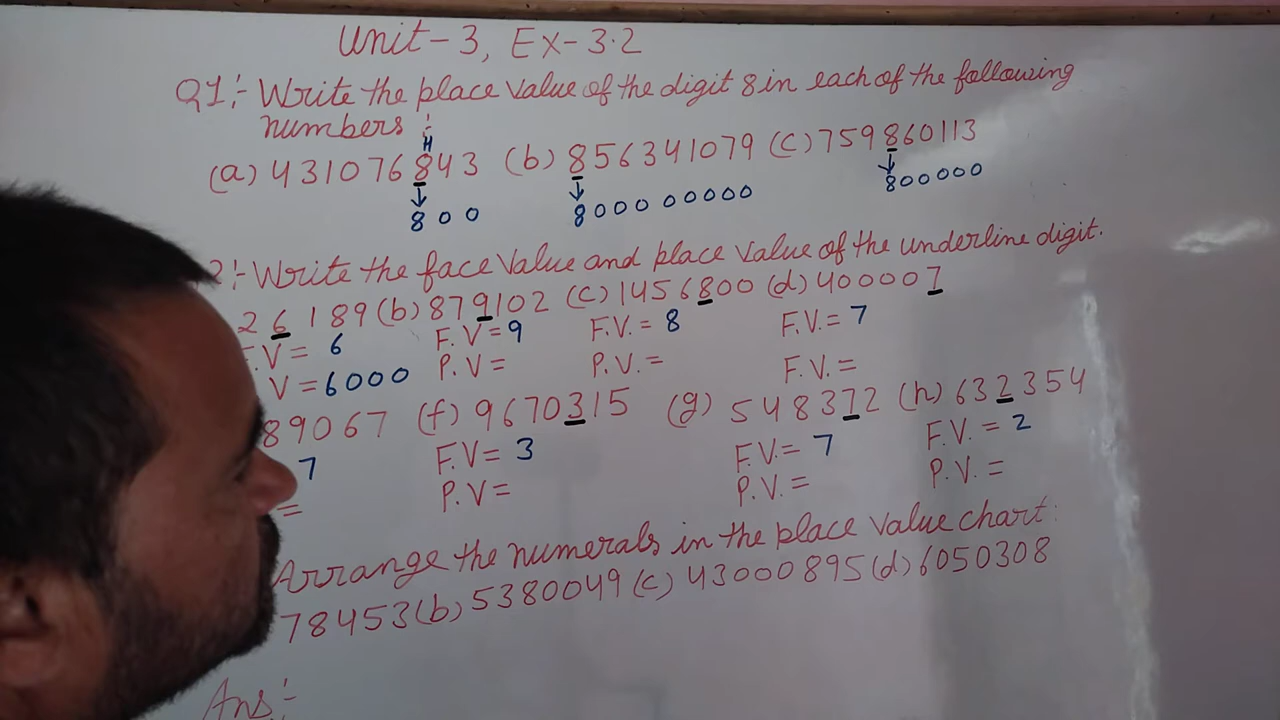 Unit-3, Ex-3.2
Q1:- Write the place value of the digit 8 in each of the following
numbers :-
H
(a) 431076843 (b) 856341079 (c) 759860113
800 800000000 800000
2:- Write the face value and place value of the underline digit.
26189 (b) 879102 (c) 1456800 (d) 400007
.V = 6 F.V = 9 F.V. = 8 F.V. = 7
V = 6000 P.V = P.V. = F.V. =
89067 (f) 9670315 (g) 548372 (h) 632354
7 F.V = 3 F.V. = 7 F.V. = 2
= P.V = P.V. = P.V. =
Arrange the numerals in the place value chart:
78453 (b) 5380049 (c) 43000895 (d) 6050308
Ans:-